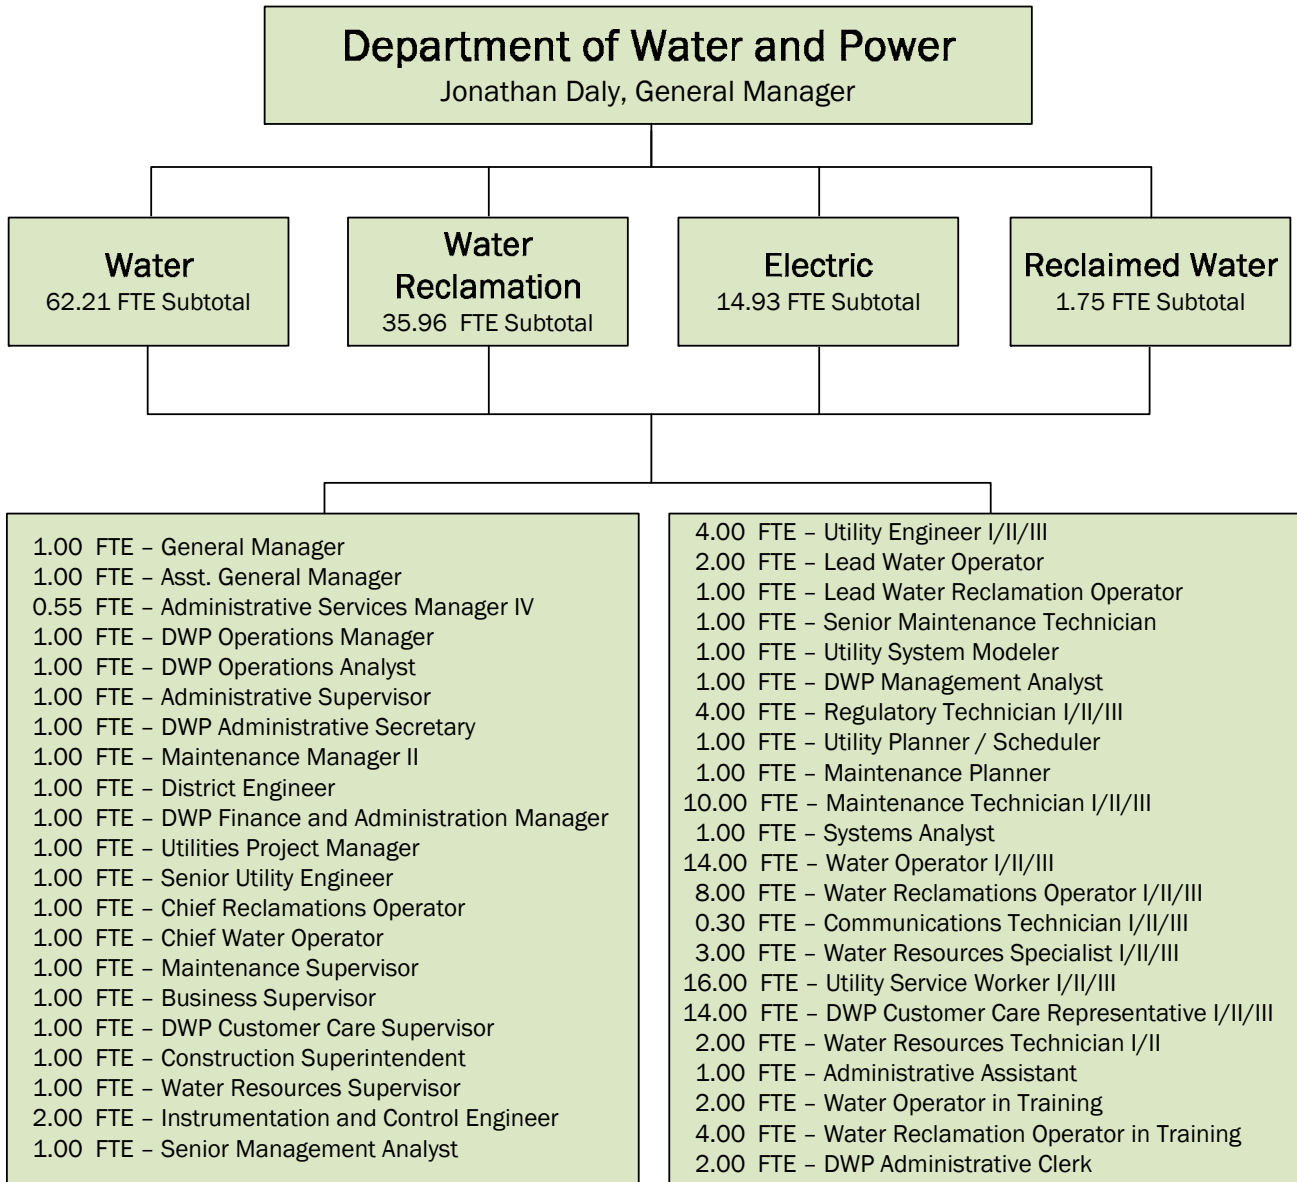 Department of Water and Power
Jonathan Daly, General Manager
Water
62.21 FTE Subtotal
Water
Reclamation
35.96 FTE Subtotal
Electric
14.93 FTE Subtotal
Reclaimed Water
1.75 FTE Subtotal
1.00 FTE – General Manager
1.00 FTE – Asst. General Manager
0.55 FTE – Administrative Services Manager IV
1.00 FTE – DWP Operations Manager
1.00 FTE – DWP Operations Analyst
1.00 FTE – Administrative Supervisor
1.00 FTE – DWP Administrative Secretary
1.00 FTE – Maintenance Manager II
1.00 FTE – District Engineer
1.00 FTE – DWP Finance and Administration Manager
1.00 FTE – Utilities Project Manager
1.00 FTE – Senior Utility Engineer
1.00 FTE – Chief Reclamations Operator
1.00 FTE – Chief Water Operator
1.00 FTE – Maintenance Supervisor
1.00 FTE – Business Supervisor
1.00 FTE – DWP Customer Care Supervisor
1.00 FTE – Construction Superintendent
1.00 FTE – Water Resources Supervisor
2.00 FTE – Instrumentation and Control Engineer
1.00 FTE – Senior Management Analyst
4.00 FTE – Utility Engineer I/II/III
2.00 FTE – Lead Water Operator
1.00 FTE – Lead Water Reclamation Operator
1.00 FTE – Senior Maintenance Technician
1.00 FTE – Utility System Modeler
1.00 FTE – DWP Management Analyst
4.00 FTE – Regulatory Technician I/II/III
1.00 FTE – Utility Planner / Scheduler
1.00 FTE – Maintenance Planner
10.00 FTE – Maintenance Technician I/II/III
1.00 FTE – Systems Analyst
14.00 FTE – Water Operator I/II/III
8.00 FTE – Water Reclamations Operator I/II/III
0.30 FTE – Communications Technician I/II/III
3.00 FTE – Water Resources Specialist I/II/III
16.00 FTE – Utility Service Worker I/II/III
14.00 FTE – DWP Customer Care Representative I/II/III
2.00 FTE – Water Resources Technician I/II
1.00 FTE – Administrative Assistant
2.00 FTE – Water Operator in Training
4.00 FTE – Water Reclamation Operator in Training
2.00 FTE – DWP Administrative Clerk